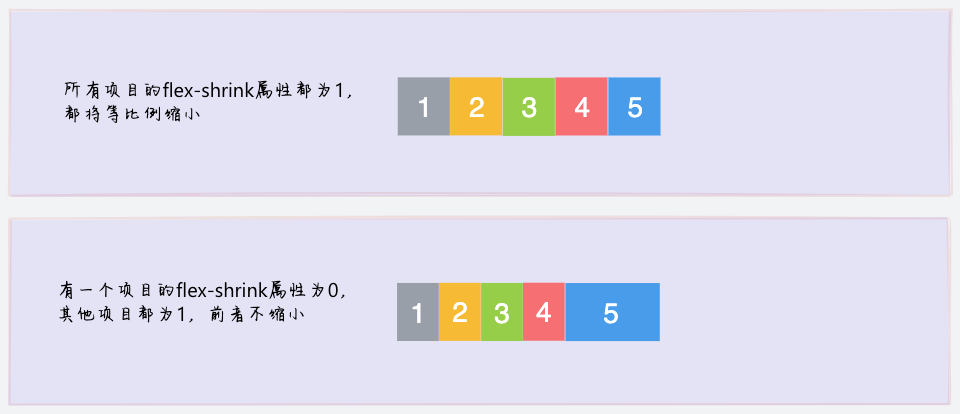 所有项目的flex-shrink属性都为1,
都将等比例缩小
1 2 3 4 5
有一个项目的flex-shrink属性为0,
其他项目都为1, 前者不缩小
1 2 3 4 5